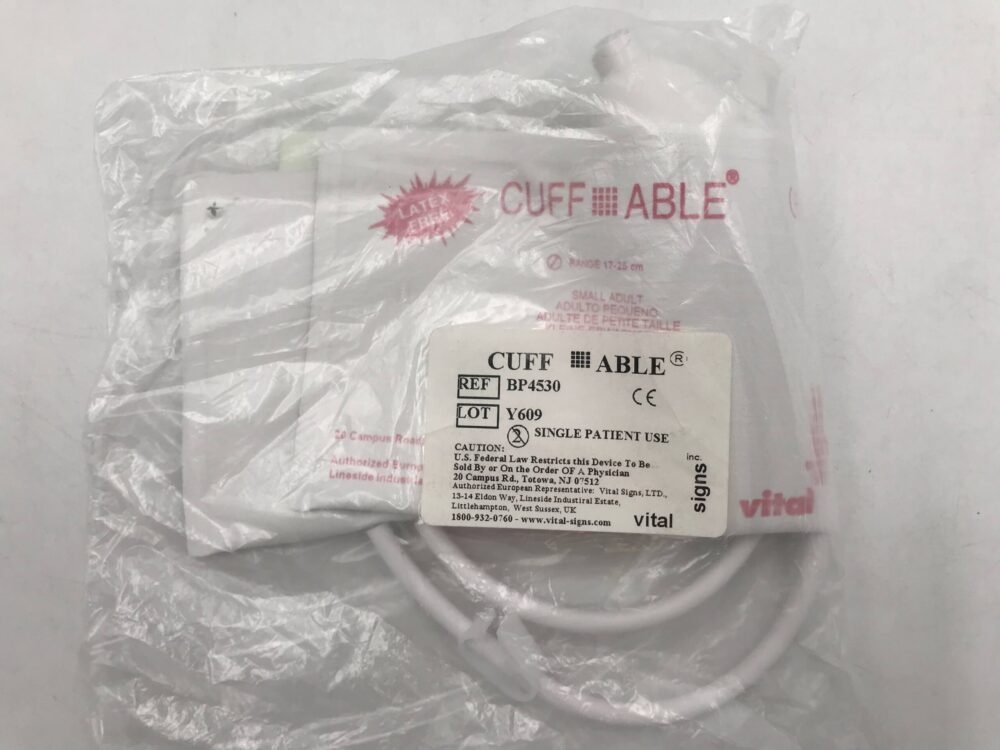 LATEX
FREE
CUFF ABLE®
RANGE 17-25 cm
SMALL ADULT
ADULTO PEQUENO
ADULTE DE PETITE TAILLE
CUFF ABLE®
REF BP4530
CE
LOT Y609
2 SINGLE PATIENT USE
CAUTION:
U.S. Federal Law Restricts this Device To Be
Sold By or On the Order OF A Physician
20 Campus Rd., Totowa, NJ 07512
Authorized European Representative: Vital Signs, LTD.,
13-14 Eldon Way, Lineside Industiral Estate,
Littlehampton, West Sussex, UK
1800-932-0760 - www.vital-signs.com
vital
signs
inc.
20 Campus Road
Authorized Europ
Lineside Industria
vital